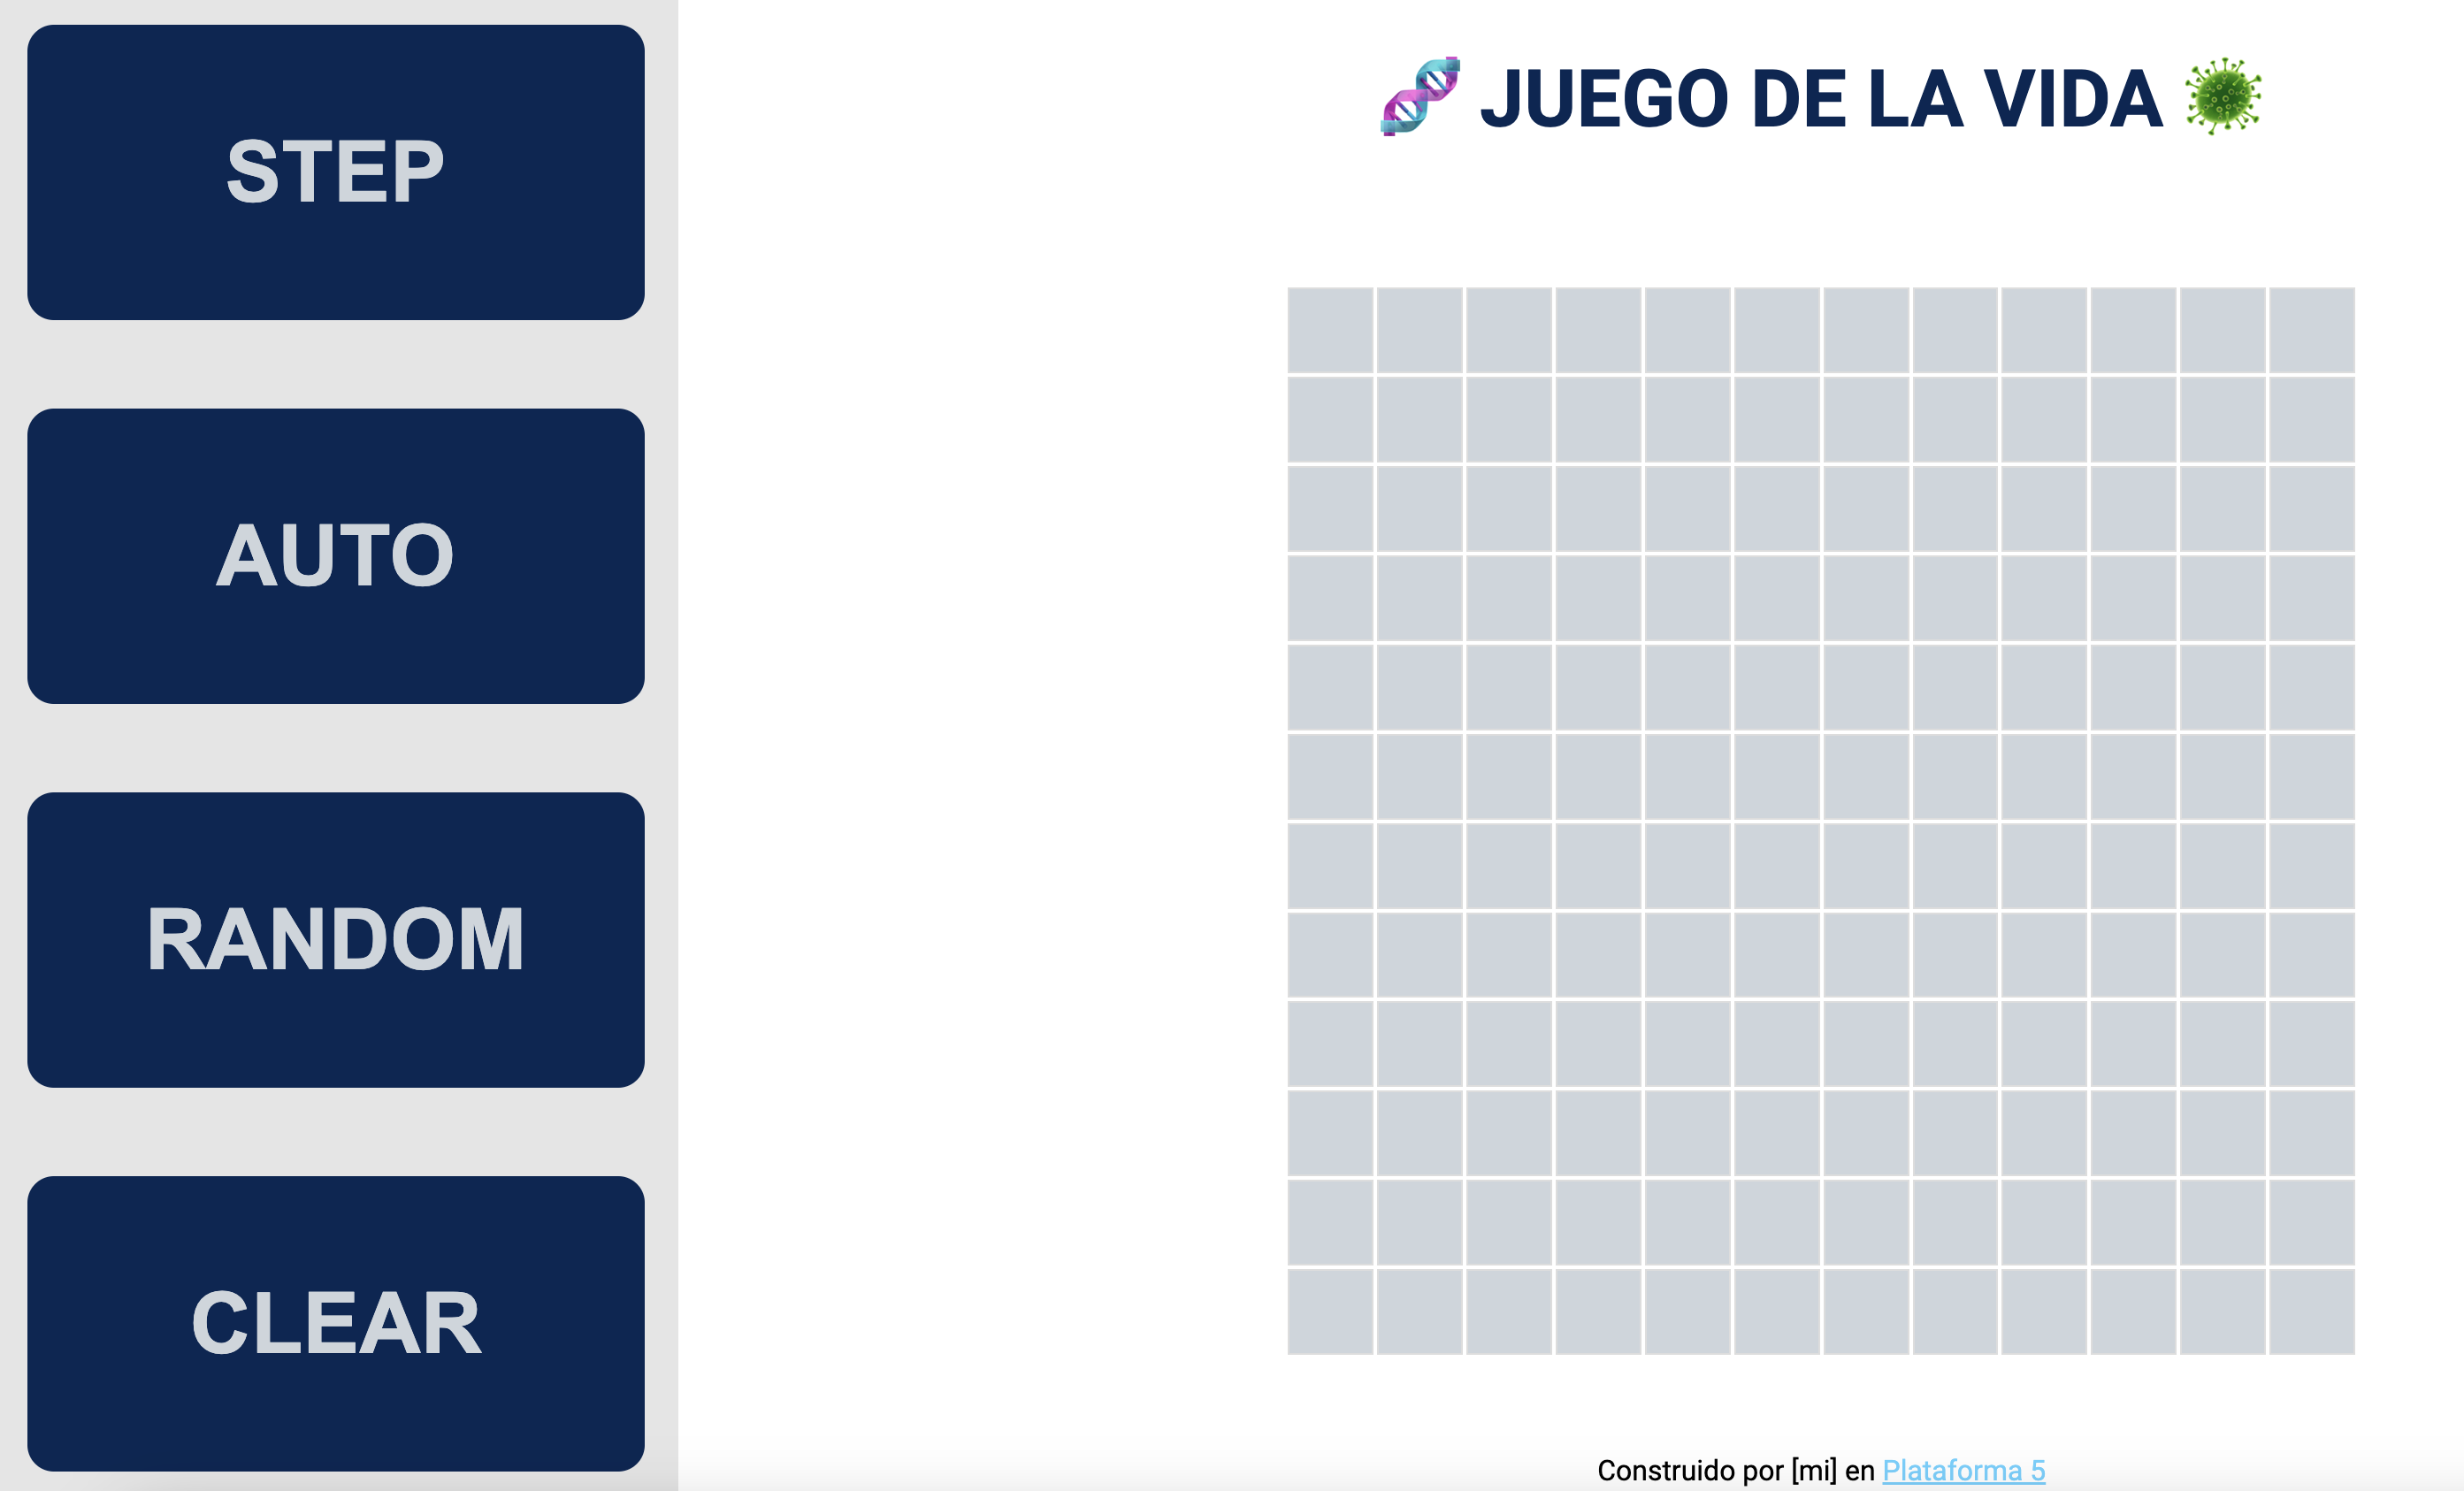 STEP
AUTO
RANDOM
CLEAR
JUEGO DE LA VIDA
Construido por [mi] en Plataforma 5